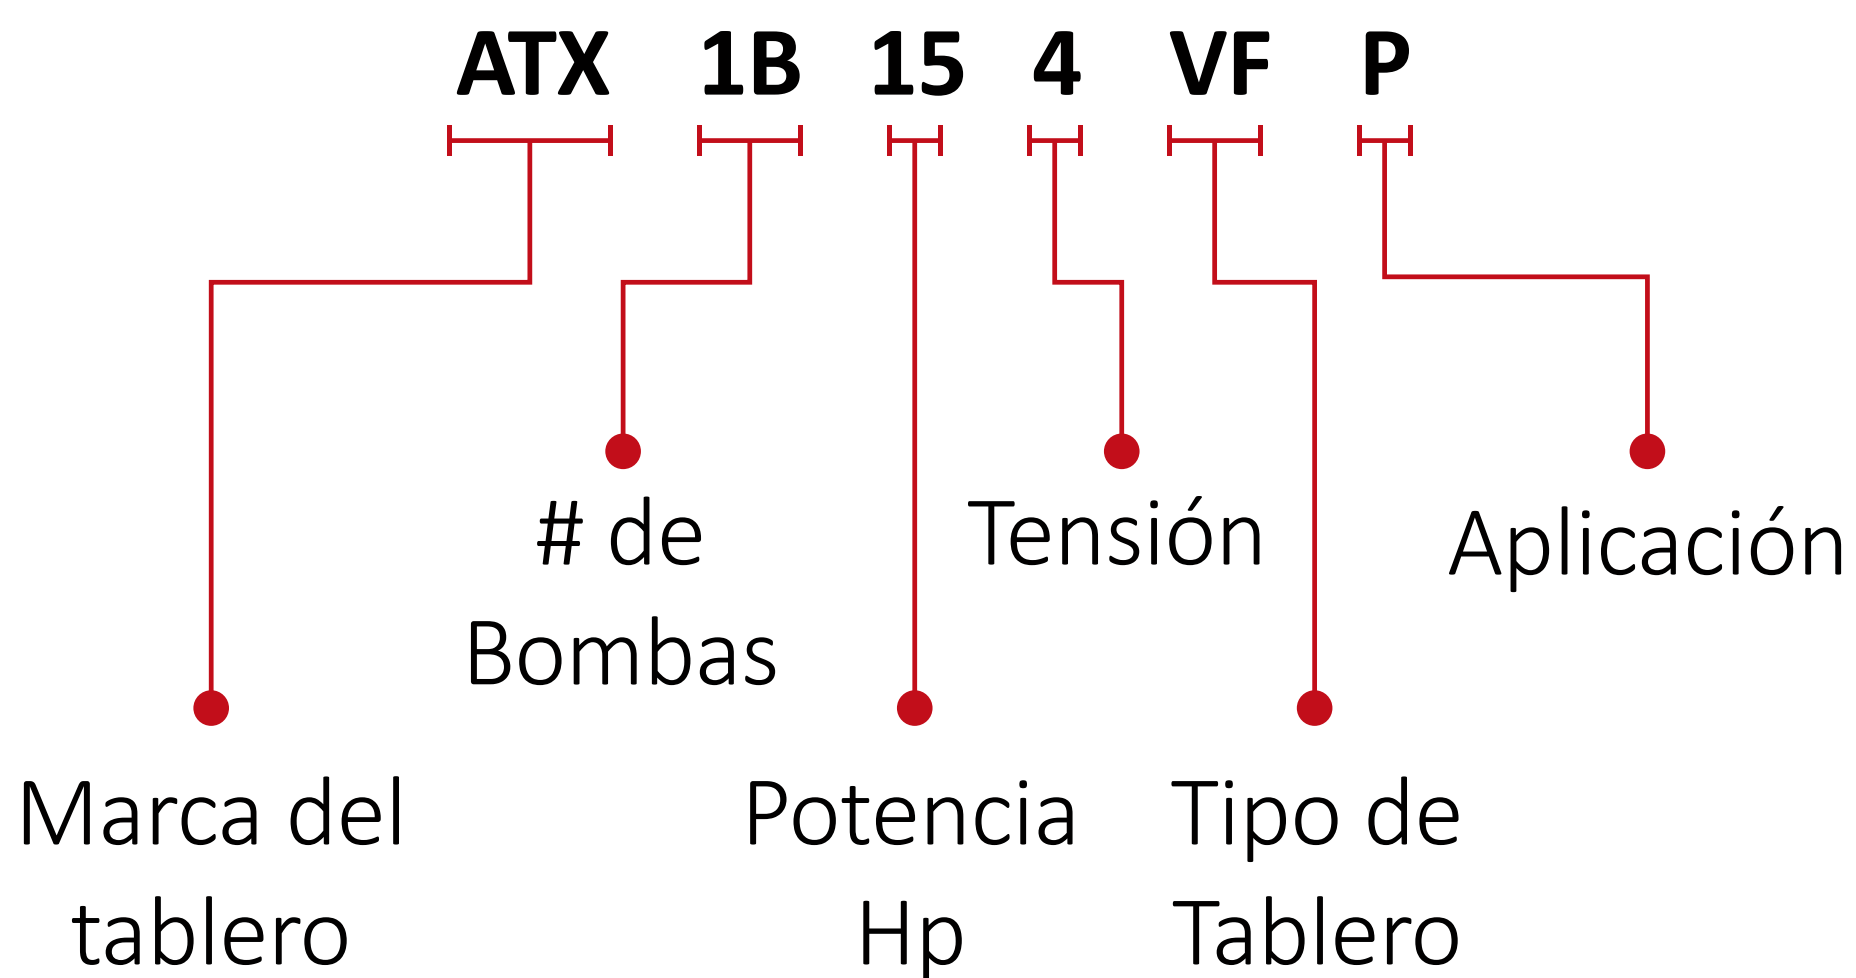 ATX 1B 15 4 VF P
# de
Bombas
Tensión
Aplicación
Marca del
tablero
Potencia
Hp
Tipo de
Tablero